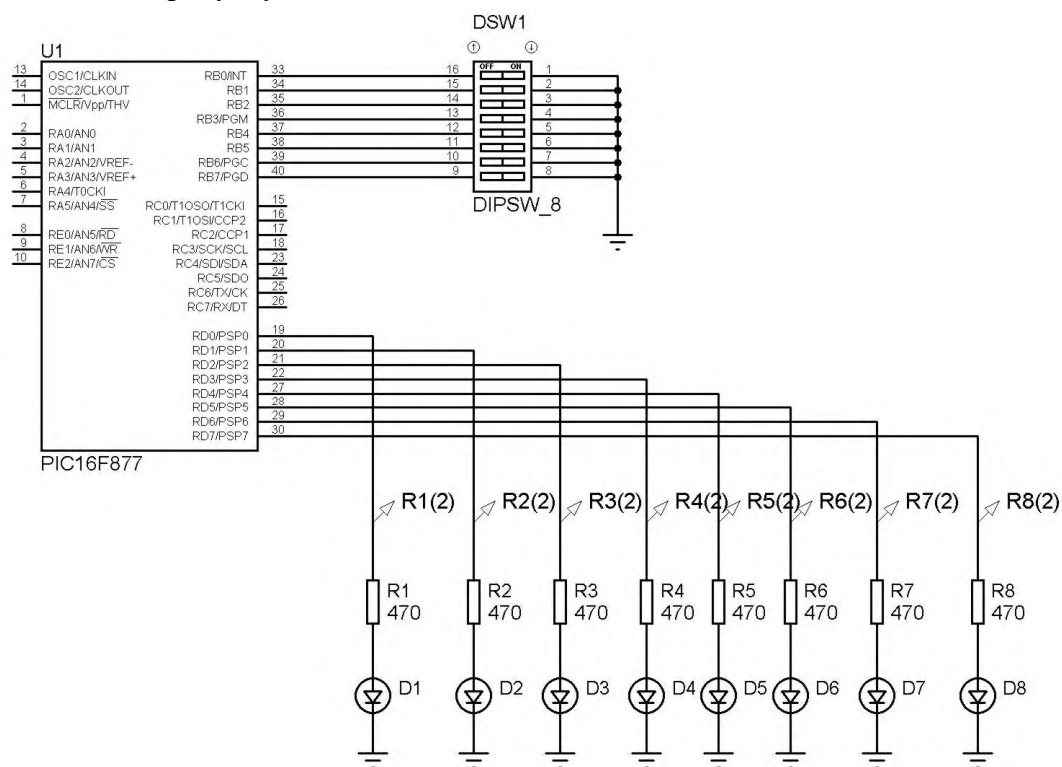 DSW1
U1
OFF ON
13 OSC1/CLKIN RB0/INT 33 16 1
14 OSC2/CLKOUT RB1 34 15 2
1 MCLR/Vpp/THV RB2 35 14 3
RB3/PGM 36 13 4
2 RA0/AN0 RB4 37 12 5
3 RA1/AN1 RB5 38 11 6
4 RA2/AN2/VREF- RB6/PGC 39 10 7
5 RA3/AN3/VREF+ RB7/PGD 40 9 8
6 RA4/T0CKI
7 RA5/AN4/SS RC0/T1OSO/T1CKI 15 DIPSW_8
RC1/T1OSI/CCP2 16
8 RE0/AN5/RD RC2/CCP1 17
9 RE1/AN6/WR RC3/SCK/SCL 18
10 RE2/AN7/CS RC4/SDI/SDA 23
RC5/SDO 24
RC6/TX/CK 25
RC7/RX/DT 26
RD0/PSP0 19
RD1/PSP1 20
RD2/PSP2 21
RD3/PSP3 22
RD4/PSP4 27
RD5/PSP5 28
RD6/PSP6 29
RD7/PSP7 30
PIC16F877
R1(2) R2(2) R3(2) R4(2) R5(2) R6(2) R7(2) R8(2)
R1 R2 R3 R4 R5 R6 R7 R8
470 470 470 470 470 470 470 470
D1 D2 D3 D4 D5 D6 D7 D8